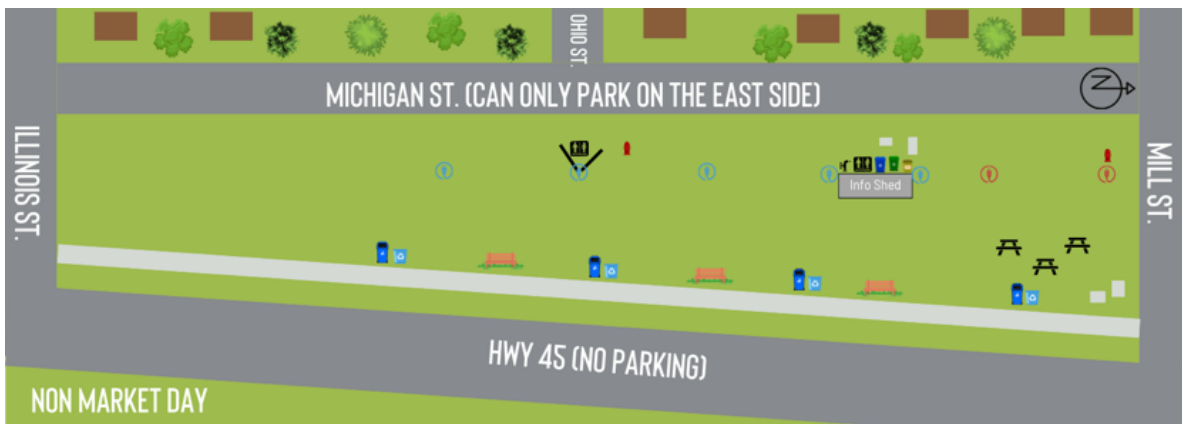 OHIO ST.
MICHIGAN ST. (CAN ONLY PARK ON THE EAST SIDE)
N
ILLINOIS ST.
MILL ST.
Info Shed
HWY 45 (NO PARKING)
NON MARKET DAY